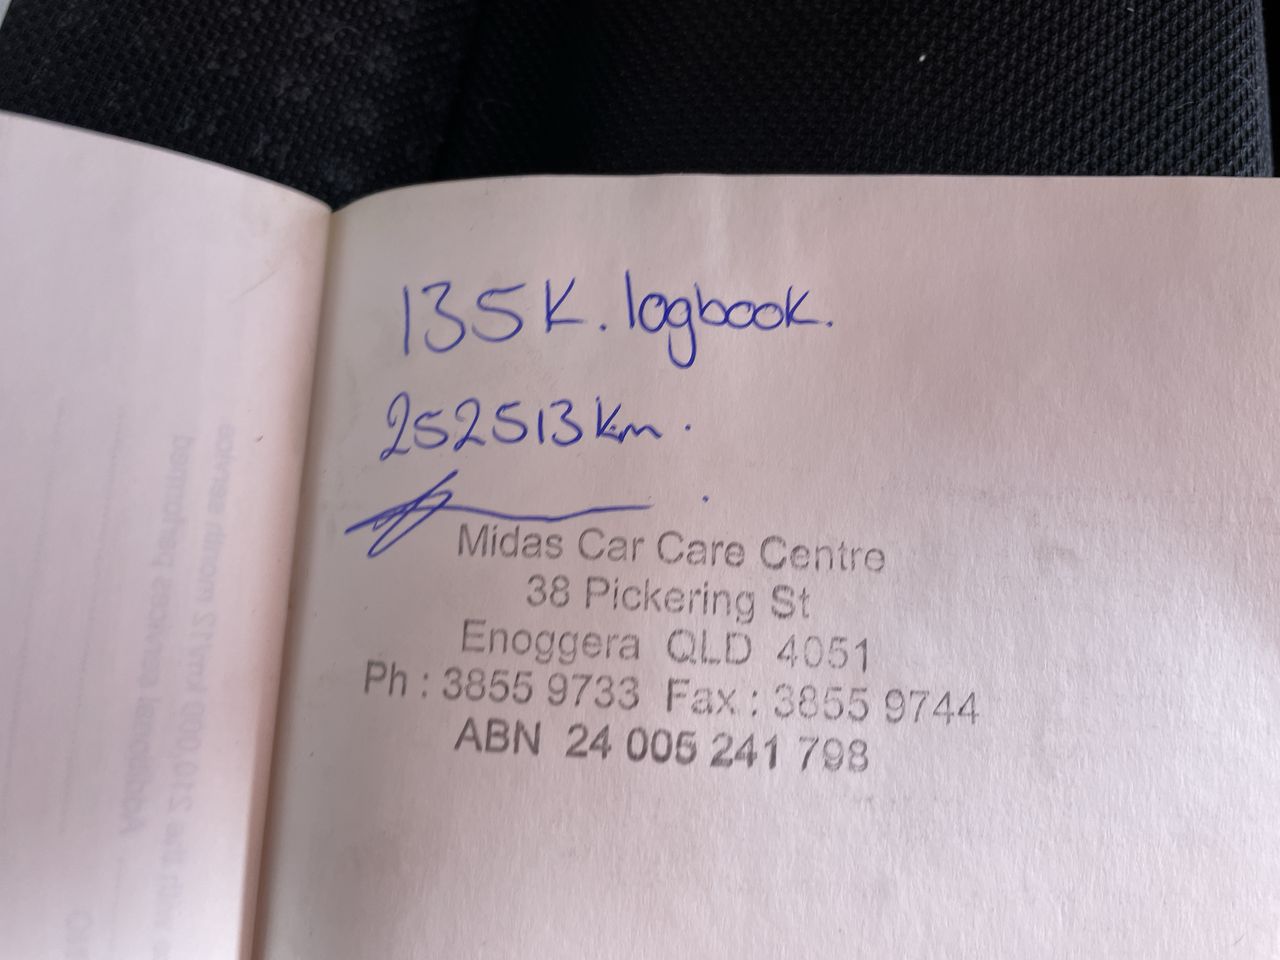 135K. logbook.
252513km.
Midas Car Care Centre
38 Pickering St
Enoggera QLD 4051
Ph : 3855 9733 Fax : 3855 9744
ABN 24 005 241 798